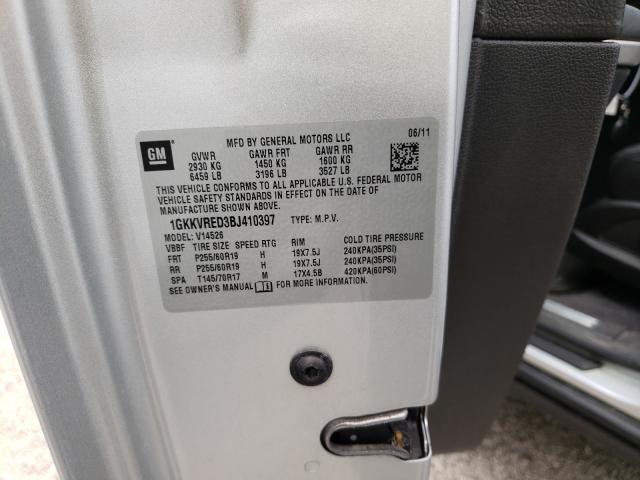 GM
MFD BY GENERAL MOTORS LLC 06/11
GVWR GAWR FRT GAWR RR
2930 KG 1450 KG 1600 KG
6459 LB 3196 LB 3527 LB
THIS VEHICLE CONFORMS TO ALL APPLICABLE U.S. FEDERAL MOTOR
VEHICLE SAFETY STANDARDS IN EFFECT ON THE DATE OF
MANUFACTURE SHOWN ABOVE.
1GKKVRED3BJ410397 TYPE: M.P.V.
MODEL: V14526
VBBF TIRE SIZE SPEED RTG RIM COLD TIRE PRESSURE
FRT P255/60R19 H 19X7.5J 240KPA(35PSI)
RR P255/60R19 H 19X7.5J 240KPA(35PSI)
SPA T145/70R17 M 17X4.5B 420KPA(60PSI)
SEE OWNER'S MANUAL FOR MORE INFORMATION.